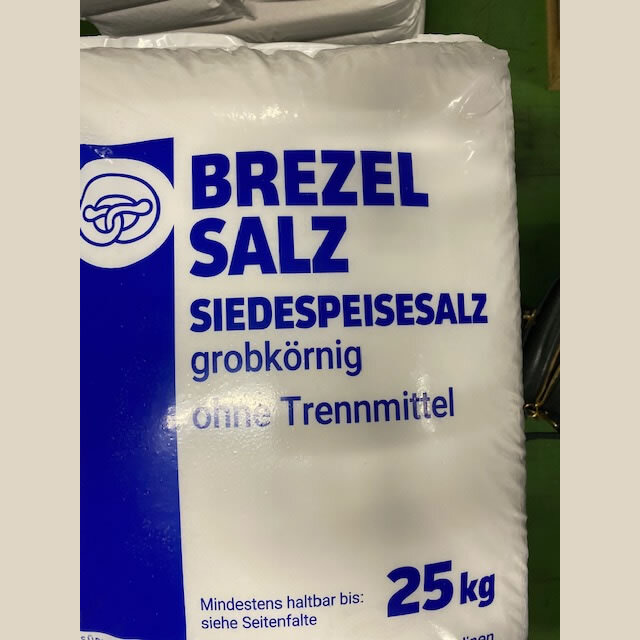 BREZEL
SALZ
SIEDESPEISESALZ
grobkörnig
ohne Trennmittel
25 kg
Mindestens haltbar bis:
siehe Seitenfalte